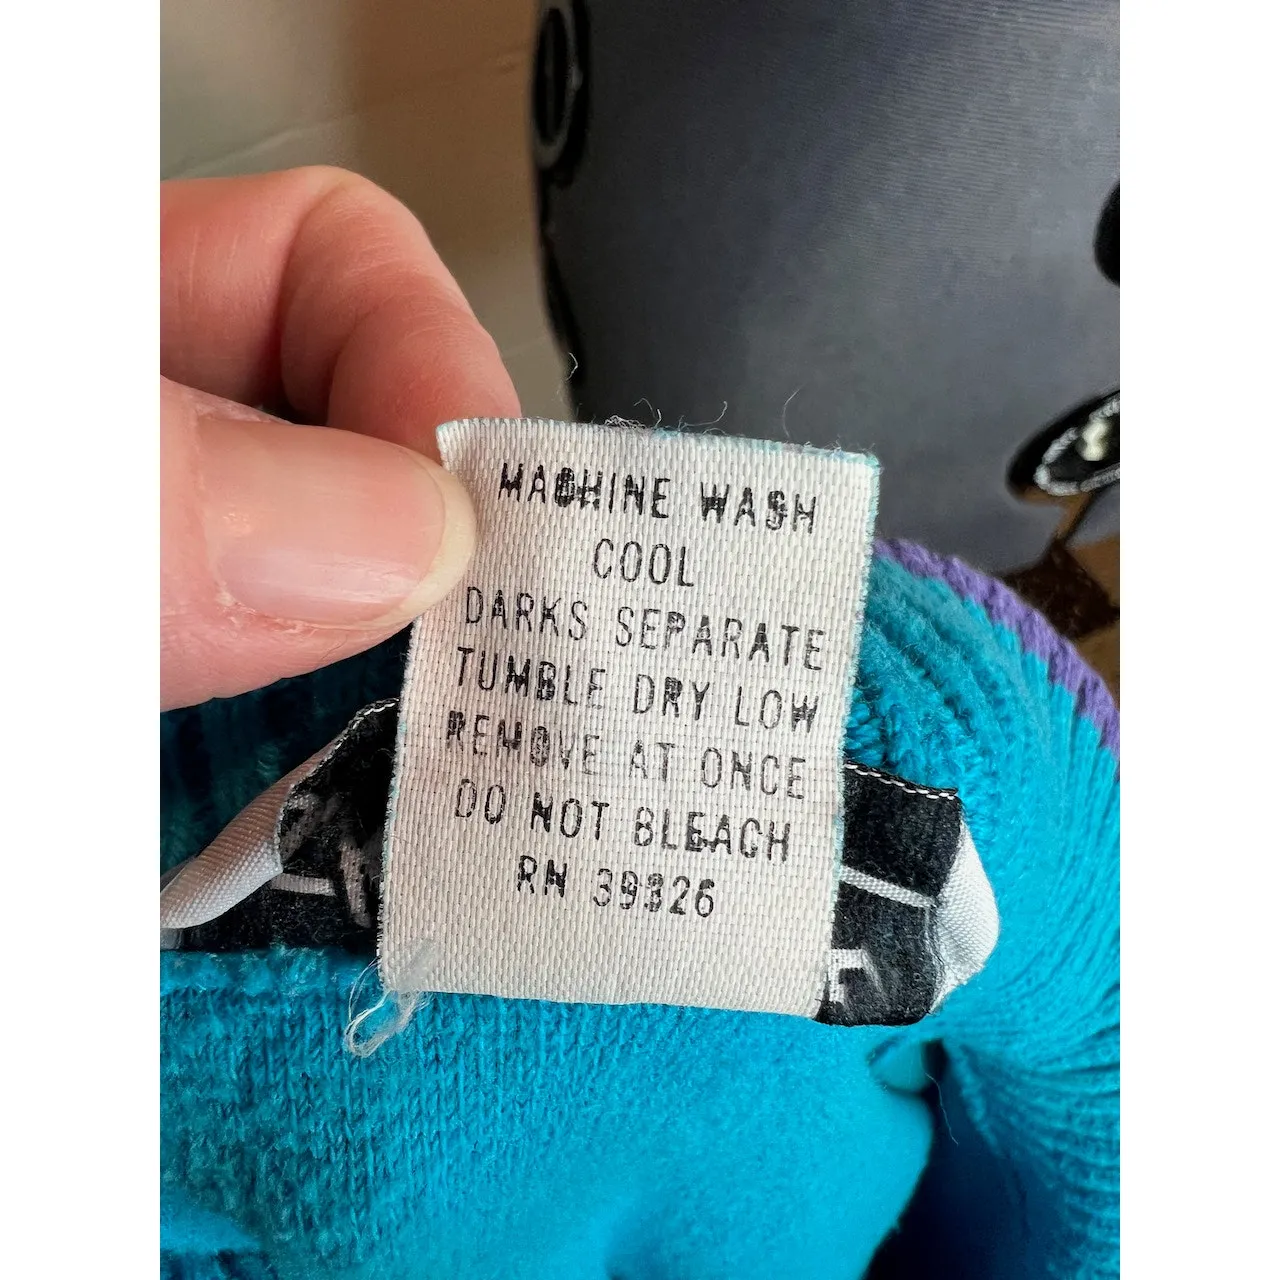 MACHINE WASH
COOL
DARKS SEPARATE
TUMBLE DRY LOW
REMOVE AT ONCE
DO NOT BLEACH
RN 39326